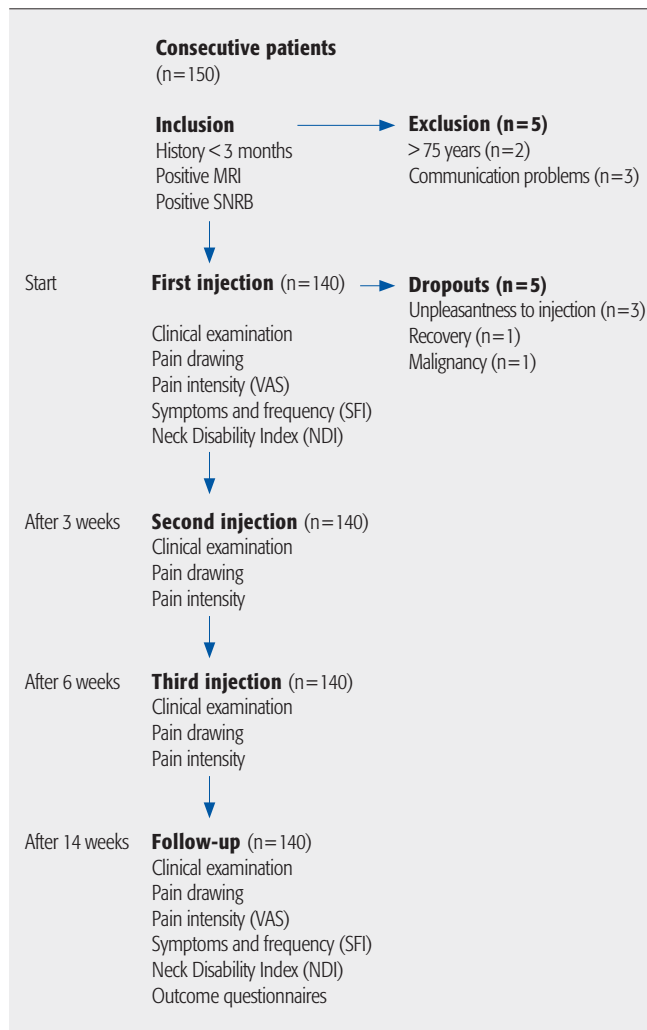 Consecutive patients
(n=150)
Inclusion
History < 3 months
Positive MRI
Positive SNRB
Exclusion (n=5)
> 75 years (n=2)
Communication problems (n=3)
Start
First injection (n=140)
Clinical examination
Pain drawing
Pain intensity (VAS)
Symptoms and frequency (SFI)
Neck Disability Index (NDI)
Dropouts (n=5)
Unpleasantness to injection (n=3)
Recovery (n=1)
Malignancy (n=1)
After 3 weeks
Second injection (n=140)
Clinical examination
Pain drawing
Pain intensity
After 6 weeks
Third injection (n=140)
Clinical examination
Pain drawing
Pain intensity
After 14 weeks
Follow-up (n=140)
Clinical examination
Pain drawing
Pain intensity (VAS)
Symptoms and frequency (SFI)
Neck Disability Index (NDI)
Outcome questionnaires